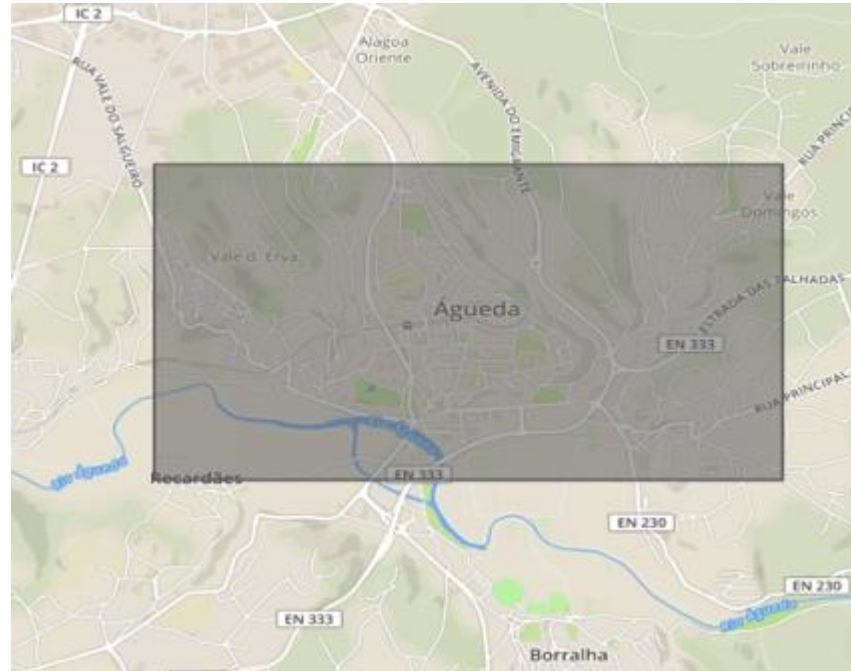 IC 2
Alagoa
Oriente
Vale
Sobreirinho
RUA VALE DO SALGUEIRO
AVENIDA DO EMIGRANTE
RUA PRINCIP
IC 2
Vale
Domingos
Vale d. Erva
ESTRADA DAS TALHADAS
Águeda
EN 333
RUA PRINCIPAL
Rio Águeda
Recardães
EN 333
EN 230
EN 230
Rio Águeda
EN 333
Borralha